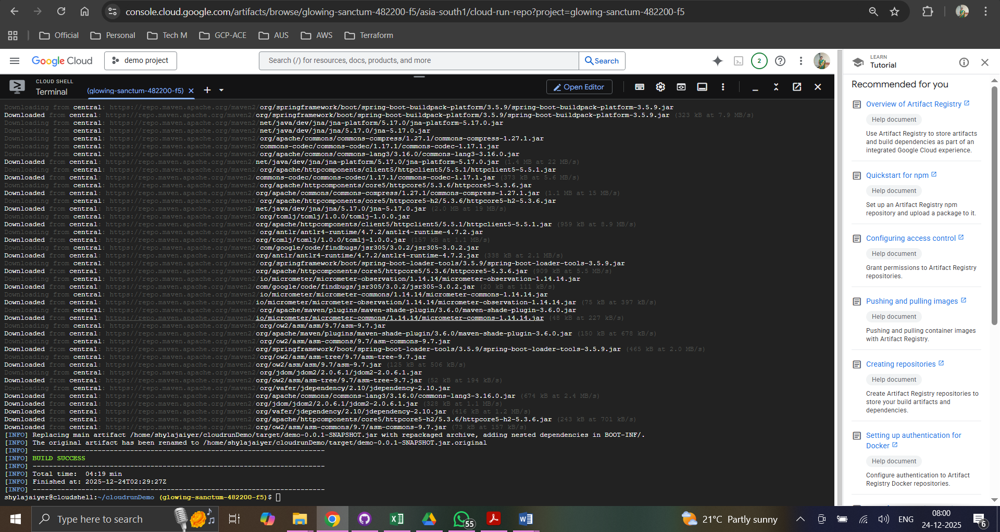 console.cloud.google.com/artifacts/browse/glowing-sanctum-482200-f5/asia-south1/cloud-run-repo?project=glowing-sanctum-482200-f5
Official Personal Tech M GCP-ACE AUS AWS Terraform
Google Cloud demo project Search (/) for resources, docs, products, and more Search 2
CLOUD SHELL
Terminal (glowing-sanctum-482200-f5) Open Editor
Downloading from central: https://repo.maven.apache.org/maven2/org/springframework/boot/spring-boot-buildpack-platform/3.5.9/spring-boot-buildpack-platform-3.5.9.jar
Downloaded from central: https://repo.maven.apache.org/maven2/org/springframework/boot/spring-boot-buildpack-platform/3.5.9/spring-boot-buildpack-platform-3.5.9.jar (323 kB at 7.9 MB/s)
Downloading from central: https://repo.maven.apache.org/maven2/net/java/dev/jna/jna-platform/5.17.0/jna-platform-5.17.0.jar
Downloading from central: https://repo.maven.apache.org/maven2/net/java/dev/jna/jna/5.17.0/jna-5.17.0.jar
Downloading from central: https://repo.maven.apache.org/maven2/org/apache/commons/commons-compress/1.27.1/commons-compress-1.27.1.jar
Downloading from central: https://repo.maven.apache.org/maven2/commons-codec/commons-codec/1.17.1/commons-codec-1.17.1.jar
Downloading from central: https://repo.maven.apache.org/maven2/org/apache/commons/commons-lang3/3.16.0/commons-lang3-3.16.0.jar
Downloaded from central: https://repo.maven.apache.org/maven2/net/java/dev/jna/jna-platform/5.17.0/jna-platform-5.17.0.jar (1.4 MB at 22 MB/s)
Downloading from central: https://repo.maven.apache.org/maven2/org/apache/httpcomponents/client5/httpclient5/5.5.1/httpclient5-5.5.1.jar
Downloaded from central: https://repo.maven.apache.org/maven2/commons-codec/commons-codec/1.17.1/commons-codec-1.17.1.jar (373 kB at 5.6 MB/s)
Downloading from central: https://repo.maven.apache.org/maven2/org/apache/httpcomponents/core5/httpcore5/5.3.6/httpcore5-5.3.6.jar
Downloaded from central: https://repo.maven.apache.org/maven2/org/apache/commons/commons-compress/1.27.1/commons-compress-1.27.1.jar (1.1 MB at 15 MB/s)
Downloading from central: https://repo.maven.apache.org/maven2/org/apache/httpcomponents/core5/httpcore5-h2/5.3.6/httpcore5-h2-5.3.6.jar
Downloaded from central: https://repo.maven.apache.org/maven2/net/java/dev/jna/jna/5.17.0/jna-5.17.0.jar (2.0 MB at 19 MB/s)
Downloading from central: https://repo.maven.apache.org/maven2/org/tomlj/tomlj/1.0.0/tomlj-1.0.0.jar
Downloaded from central: https://repo.maven.apache.org/maven2/org/apache/httpcomponents/client5/httpclient5/5.5.1/httpclient5-5.5.1.jar (959 kB at 8.9 MB/s)
Downloading from central: https://repo.maven.apache.org/maven2/org/antlr/antlr4-runtime/4.7.2/antlr4-runtime-4.7.2.jar
Downloaded from central: https://repo.maven.apache.org/maven2/org/tomlj/tomlj/1.0.0/tomlj-1.0.0.jar (157 kB at 1.1 MB/s)
Downloading from central: https://repo.maven.apache.org/maven2/com/google/code/findbugs/jsr305/3.0.2/jsr305-3.0.2.jar
Downloaded from central: https://repo.maven.apache.org/maven2/org/antlr/antlr4-runtime/4.7.2/antlr4-runtime-4.7.2.jar (338 kB at 2.1 MB/s)
Downloading from central: https://repo.maven.apache.org/maven2/org/springframework/boot/spring-boot-loader-tools/3.5.9/spring-boot-loader-tools-3.5.9.jar
Downloaded from central: https://repo.maven.apache.org/maven2/org/apache/httpcomponents/core5/httpcore5/5.3.6/httpcore5-5.3.6.jar (909 kB at 5.5 MB/s)
Downloading from central: https://repo.maven.apache.org/maven2/io/micrometer/micrometer-observation/1.14.14/micrometer-observation-1.14.14.jar
Downloaded from central: https://repo.maven.apache.org/maven2/com/google/code/findbugs/jsr305/3.0.2/jsr305-3.0.2.jar (20 kB at 111 kB/s)
Downloading from central: https://repo.maven.apache.org/maven2/io/micrometer/micrometer-commons/1.14.14/micrometer-commons-1.14.14.jar
Downloaded from central: https://repo.maven.apache.org/maven2/io/micrometer/micrometer-observation/1.14.14/micrometer-observation-1.14.14.jar (75 kB at 397 kB/s)
Downloading from central: https://repo.maven.apache.org/maven2/org/apache/maven/plugins/maven-shade-plugin/3.6.0/maven-shade-plugin-3.6.0.jar
Downloaded from central: https://repo.maven.apache.org/maven2/io/micrometer/micrometer-commons/1.14.14/micrometer-commons-1.14.14.jar (48 kB at 227 kB/s)
Downloading from central: https://repo.maven.apache.org/maven2/org/ow2/asm/asm/9.7/asm-9.7.jar
Downloaded from central: https://repo.maven.apache.org/maven2/org/apache/maven/plugins/maven-shade-plugin/3.6.0/maven-shade-plugin-3.6.0.jar (150 kB at 678 kB/s)
Downloading from central: https://repo.maven.apache.org/maven2/org/ow2/asm/asm-commons/9.7/asm-commons-9.7.jar
Downloaded from central: https://repo.maven.apache.org/maven2/org/springframework/boot/spring-boot-loader-tools/3.5.9/spring-boot-loader-tools-3.5.9.jar (465 kB at 2.0 MB/s)
Downloading from central: https://repo.maven.apache.org/maven2/org/ow2/asm/asm-tree/9.7/asm-tree-9.7.jar
Downloaded from central: https://repo.maven.apache.org/maven2/org/ow2/asm/asm/9.7/asm-9.7.jar (125 kB at 506 kB/s)
Downloading from central: https://repo.maven.apache.org/maven2/org/jdom/jdom2/2.0.6.1/jdom2-2.0.6.1.jar
Downloaded from central: https://repo.maven.apache.org/maven2/org/ow2/asm/asm-tree/9.7/asm-tree-9.7.jar (52 kB at 194 kB/s)
Downloading from central: https://repo.maven.apache.org/maven2/org/vafer/jdependency/2.10/jdependency-2.10.jar
Downloaded from central: https://repo.maven.apache.org/maven2/org/apache/commons/commons-lang3/3.16.0/commons-lang3-3.16.0.jar (674 kB at 2.4 MB/s)
Downloaded from central: https://repo.maven.apache.org/maven2/org/jdom/jdom2/2.0.6.1/jdom2-2.0.6.1.jar (328 kB at 1.1 MB/s)
Downloaded from central: https://repo.maven.apache.org/maven2/org/vafer/jdependency/2.10/jdependency-2.10.jar (416 kB at 1.2 MB/s)
Downloaded from central: https://repo.maven.apache.org/maven2/org/apache/httpcomponents/core5/httpcore5-h2/5.3.6/httpcore5-h2-5.3.6.jar (243 kB at 701 kB/s)
Downloaded from central: https://repo.maven.apache.org/maven2/org/ow2/asm/asm-commons/9.7/asm-commons-9.7.jar (73 kB at 157 kB/s)
[INFO] Replacing main artifact /home/shylajaiyer/cloudrunDemo/target/demo-0.0.1-SNAPSHOT.jar with repackaged archive, adding nested dependencies in BOOT-INF/.
[INFO] The original artifact has been renamed to /home/shylajaiyer/cloudrunDemo/target/demo-0.0.1-SNAPSHOT.jar.original
[INFO] ------------------------------------------------------------------------
[INFO] BUILD SUCCESS
[INFO] ------------------------------------------------------------------------
[INFO] Total time:  04:19 min
[INFO] Finished at: 2025-12-24T02:29:27Z
[INFO] ------------------------------------------------------------------------
shylajaiyer@cloudshell:~/cloudrunDemo (glowing-sanctum-482200-f5)$
LEARN
Tutorial
Recommended for you
Overview of Artifact Registry
Help document
Use Artifact Registry to store artifacts
and build dependencies as part of an
integrated Google Cloud experience.
Quickstart for npm
Help document
Set up an Artifact Registry npm
repository and upload a package to it.
Configuring access control
Help document
Grant permissions to Artifact Registry
repositories.
Pushing and pulling images
Help document
Pushing and pulling container images
with Artifact Registry.
Creating repositories
Help document
Create Artifact Registry repositories to
store your build artifacts and
dependencies.
Setting up authentication for
Docker
Help document
Configure authentication to Artifact
Registry Docker repositories.
Type here to search 55 21°C Partly sunny ENG 08:00
24-12-2025 6